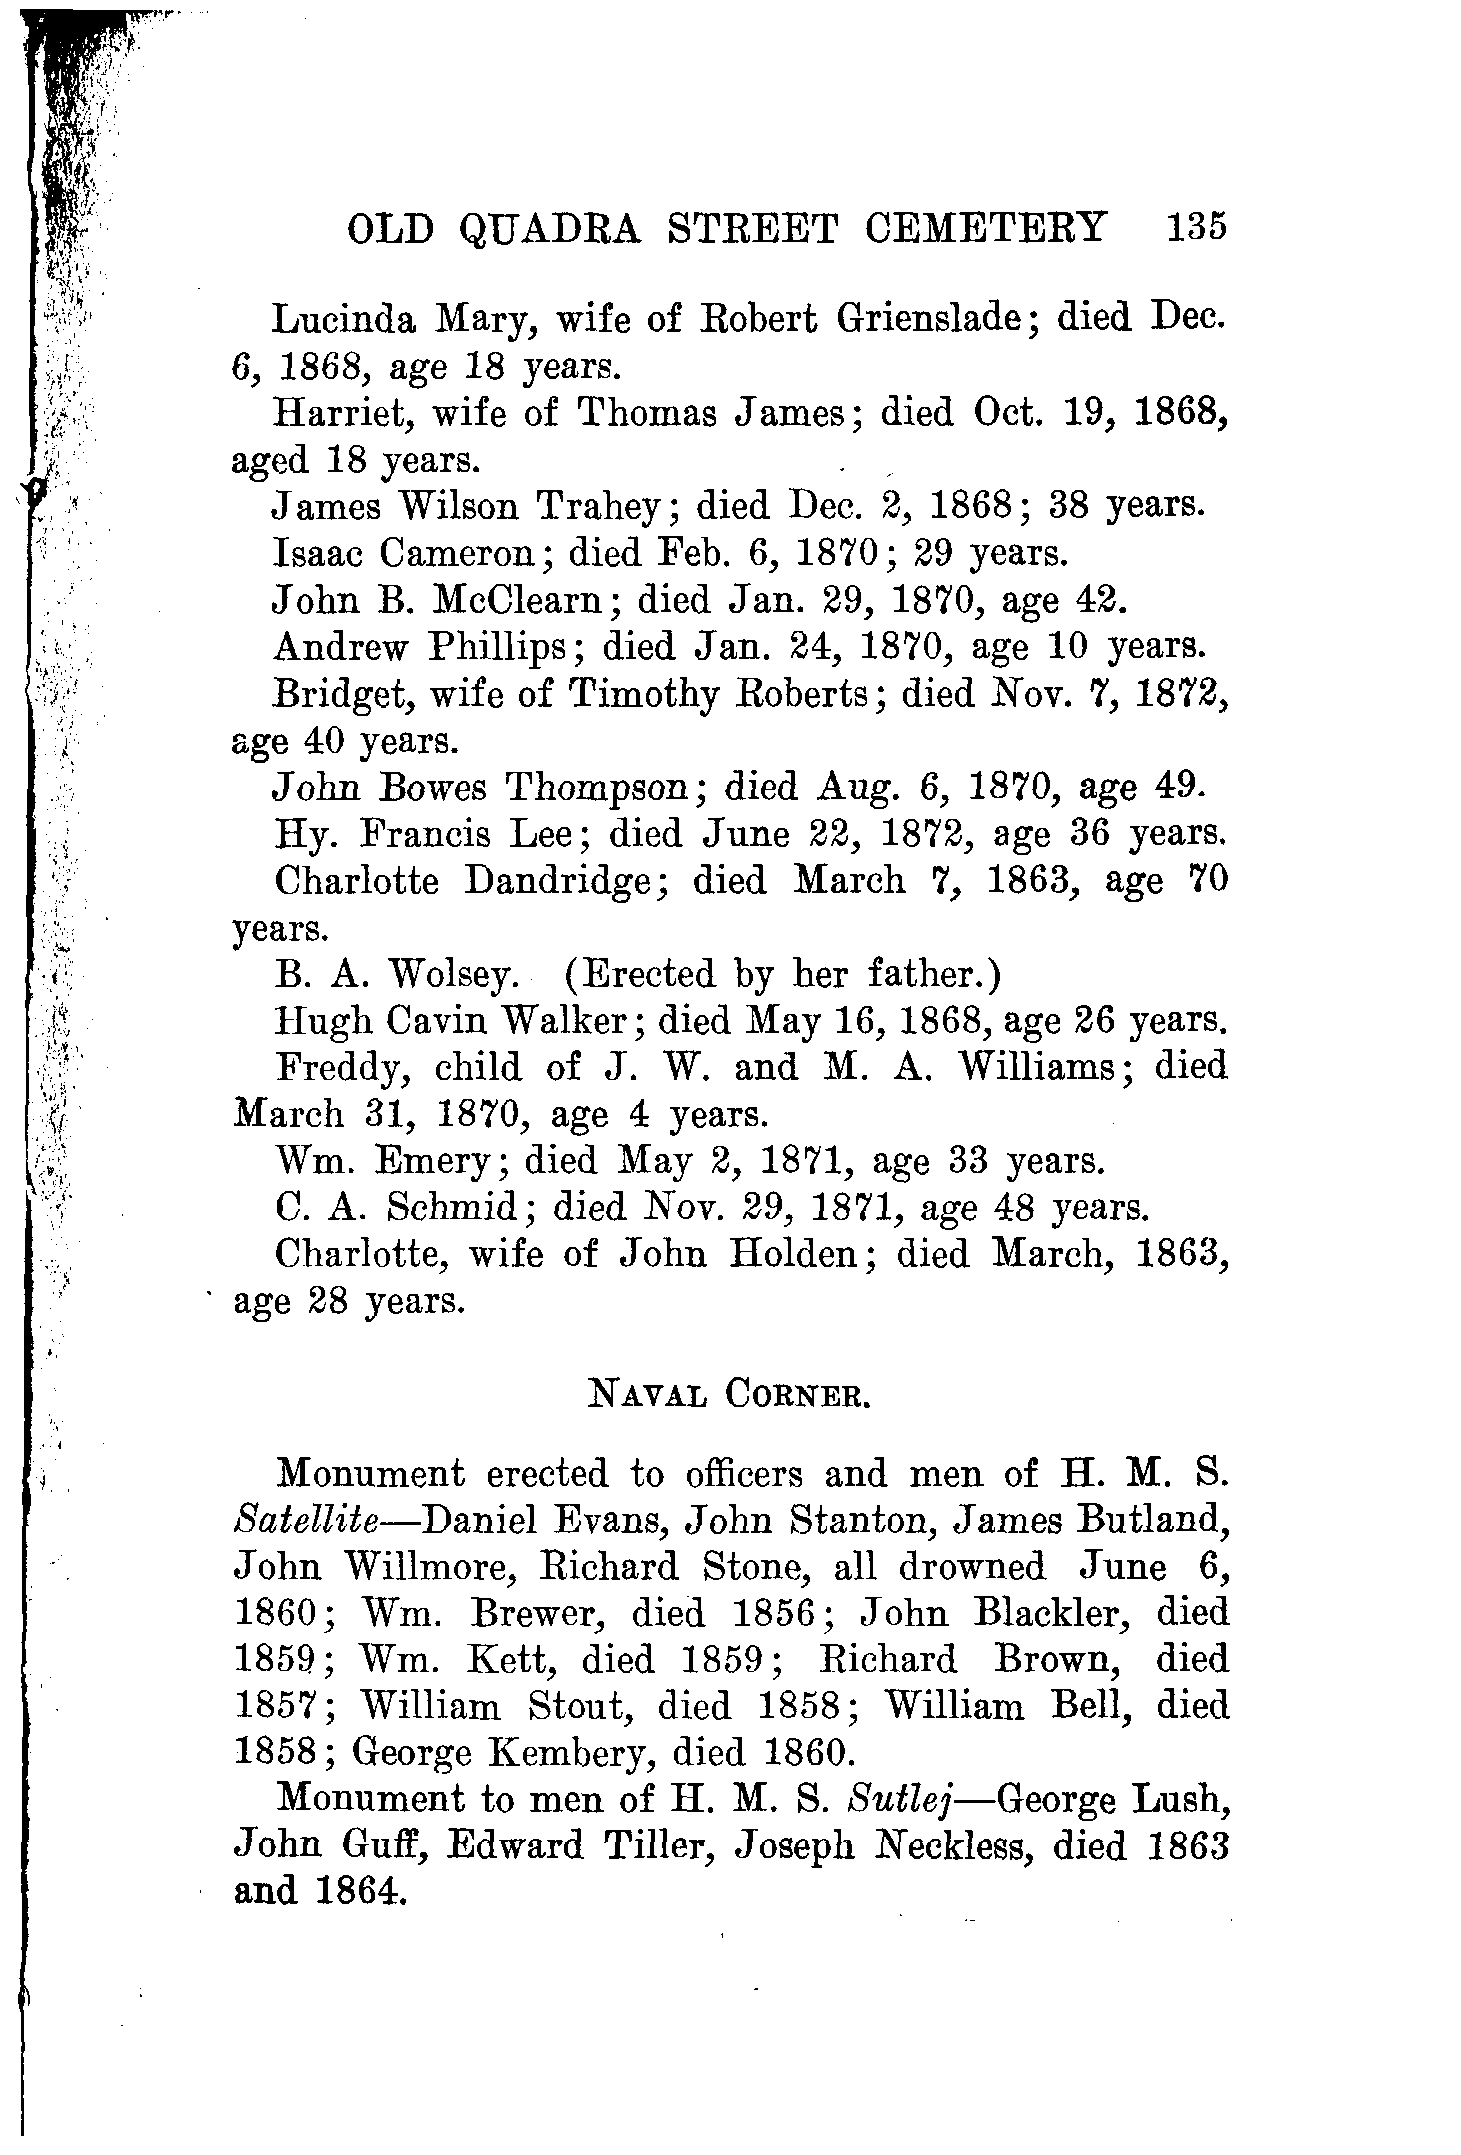 OLD QUADRA STREET CEMETERY 135
Lucinda Mary, wife of Robert Grienslade; died Dec.
6, 1868, age 18 years.
Harriet, wife of Thomas James; died Oct. 19, 1868,
aged 18 years.
James Wilson Trahey; died Dec. 2, 1868; 38 years.
Isaac Cameron; died Feb. 6, 1870; 29 years.
John B. McClearn; died Jan. 29, 1870, age 42.
Andrew Phillips; died Jan. 24, 1870, age 10 years.
Bridget, wife of Timothy Roberts; died Nov. 7, 1872,
age 40 years.
John Bowes Thompson; died Aug. 6, 1870, age 49.
Hy. Francis Lee; died June 22, 1872, age 36 years.
Charlotte Dandridge; died March 7, 1863, age 70
years.
B. A. Wolsey. (Erected by her father.)
Hugh Cavin Walker; died May 16, 1868, age 26 years.
Freddy, child of J. W. and M. A. Williams; died
March 31, 1870, age 4 years.
Wm. Emery; died May 2, 1871, age 33 years.
C. A. Schmid; died Nov. 29, 1871, age 48 years.
Charlotte, wife of John Holden; died March, 1863,
age 28 years.
NAVAL CORNER.
Monument erected to officers and men of H. M. S.
Satellite—Daniel Evans, John Stanton, James Butland,
John Willmore, Richard Stone, all drowned June 6,
1860; Wm. Brewer, died 1856; John Blackler, died
1859; Wm. Kett, died 1859; Richard Brown, died
1857; William Stout, died 1858; William Bell, died
1858; George Kembery, died 1860.
Monument to men of H. M. S. Sutlej—George Lush,
John Guff, Edward Tiller, Joseph Neckless, died 1863
and 1864.